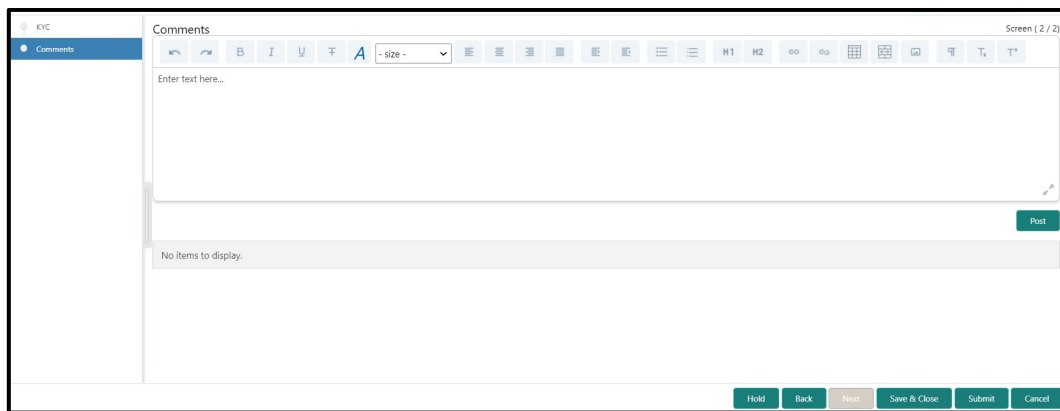 KYC
Comments
Comments
Screen ( 2 / 2)
B I U T A - size - H1 H2 ¶ T, T*
Enter text here...
Post
No items to display.
Hold Back Next Save & Close Submit Cancel